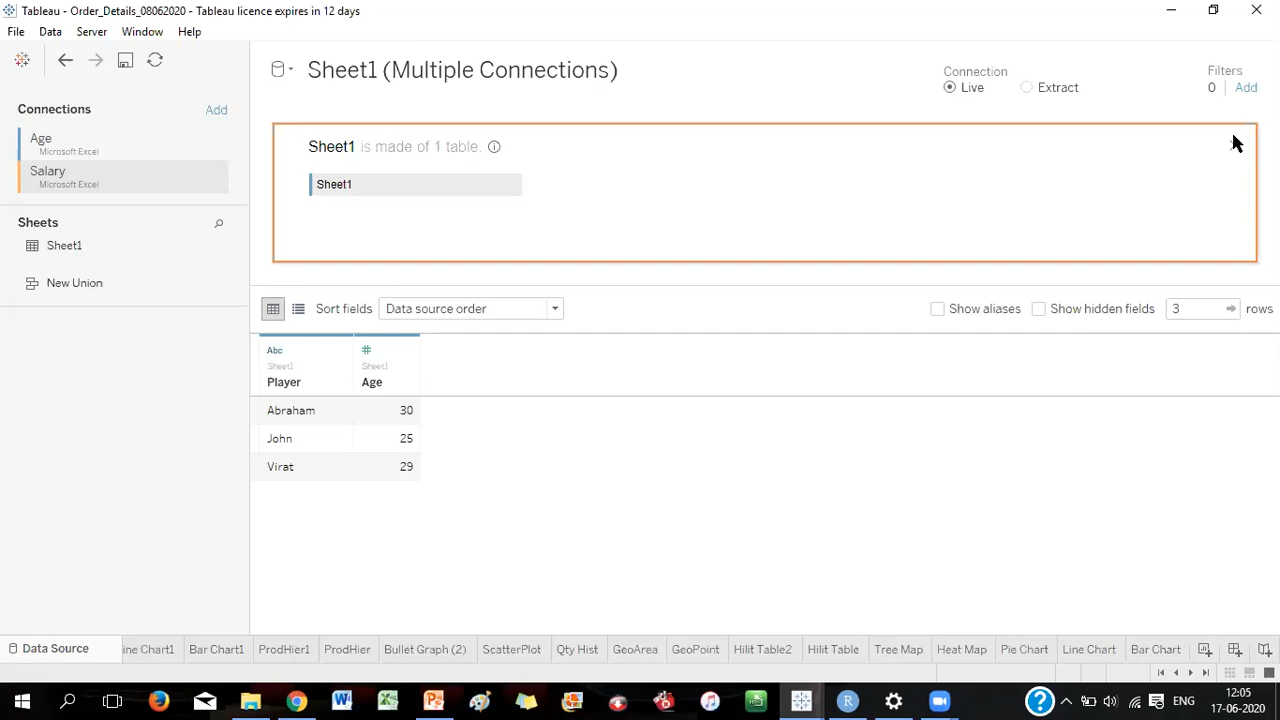 Tableau - Order_Details_08062020 - Tableau licence expires in 12 days
File Data Server Window Help
Connections Add
Age
Microsoft Excel
Salary
Microsoft Excel
Sheets
Sheet1
New Union
Sheet1 (Multiple Connections)
Connection
Live Extract
Filters
0 Add
Sheet1 is made of 1 table.
Sheet1
Sort fields Data source order Show aliases Show hidden fields 3 rows
Abc
Sheet1 Sheet1
Player Age
Abraham 30
John 25
Virat 29
Data Source ine Chart1 Bar Chart1 ProdHier1 ProdHier Bullet Graph (2) ScatterPlot Qty Hist GeoArea GeoPoint Hilit Table2 Hilit Table Tree Map Heat Map Pie Chart Line Chart Bar Chart
ENG
12:05
17-06-2020